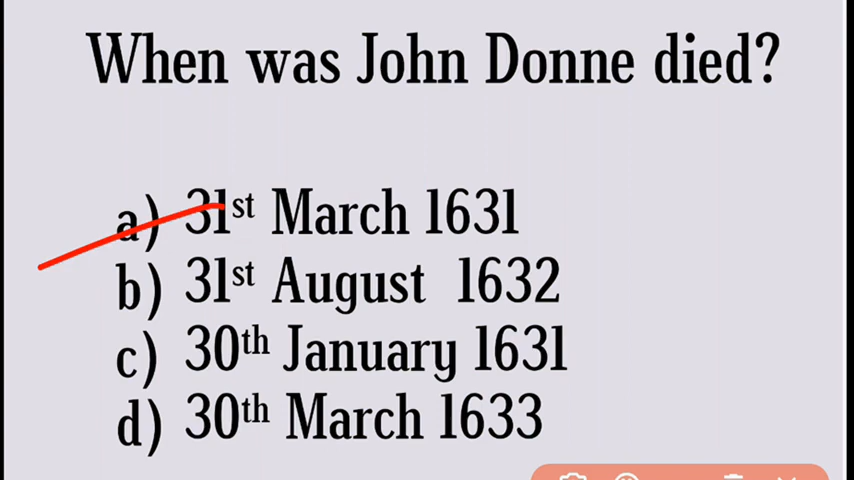 When was John Donne died?
a) 31st March 1631
b) 31st August 1632
c) 30th January 1631
d) 30th March 1633